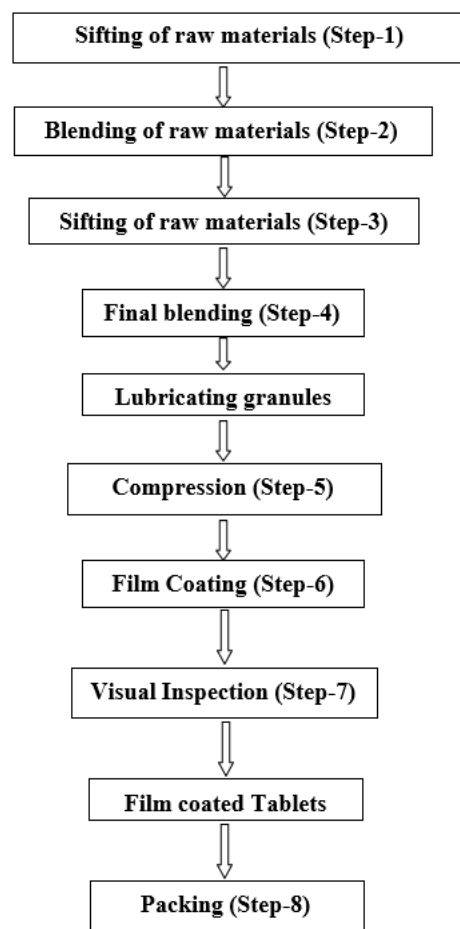 Sifting of raw materials (Step-1)
Blending of raw materials (Step-2)
Sifting of raw materials (Step-3)
Final blending (Step-4)
Lubricating granules
Compression (Step-5)
Film Coating (Step-6)
Visual Inspection (Step-7)
Film coated Tablets
Packing (Step-8)